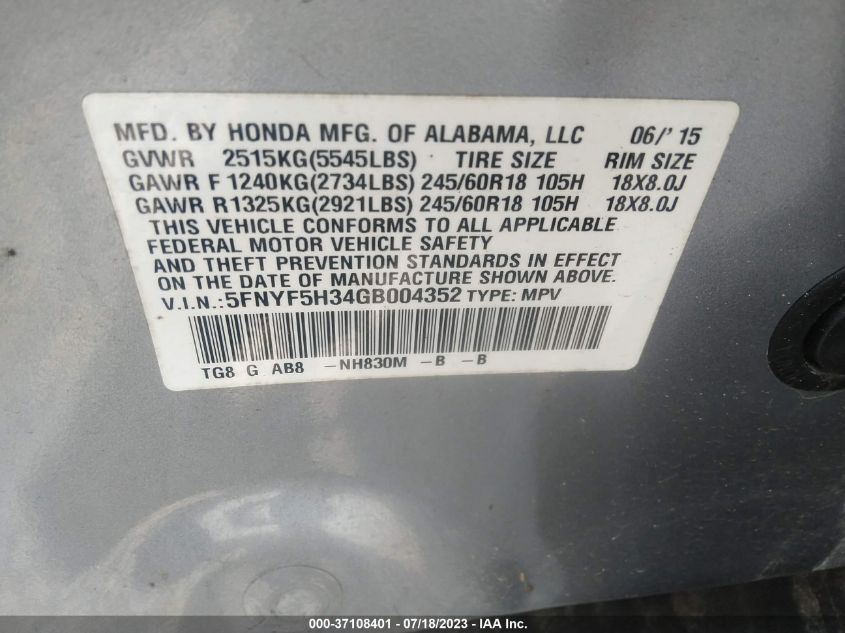 MFD. BY HONDA MFG. OF ALABAMA, LLC 06/'15
GVWR 2515KG(5545LBS) TIRE SIZE RIM SIZE
GAWR F 1240KG(2734LBS) 245/60R18 105H 18X8.0J
GAWR R1325KG(2921LBS) 245/60R18 105H 18X8.0J
THIS VEHICLE CONFORMS TO ALL APPLICABLE
FEDERAL MOTOR VEHICLE SAFETY
AND THEFT PREVENTION STANDARDS IN EFFECT
ON THE DATE OF MANUFACTURE SHOWN ABOVE.
V.I.N.:5FNYF5H34GB004352 TYPE: MPV
TG8 G AB8 -NH830M -B -B
000-37108401 - 07/18/2023 - IAA Inc.